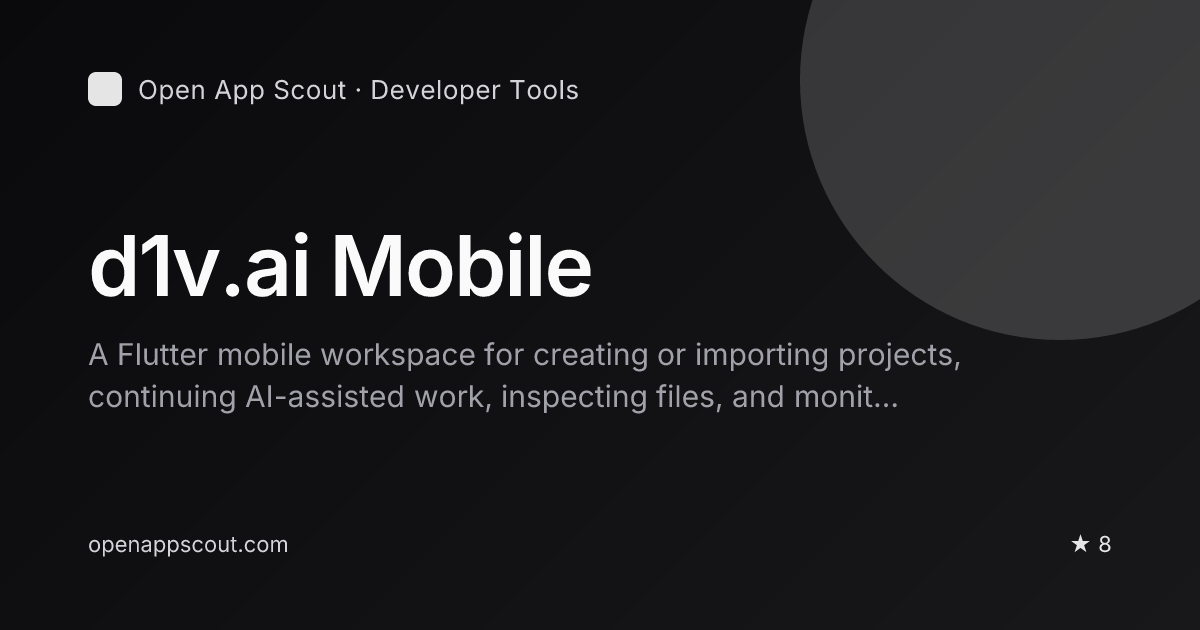 Open App Scout · Developer Tools
d1v.ai Mobile
A Flutter mobile workspace for creating or importing projects,
continuing AI-assisted work, inspecting files, and monit...
openappscout.com
★ 8